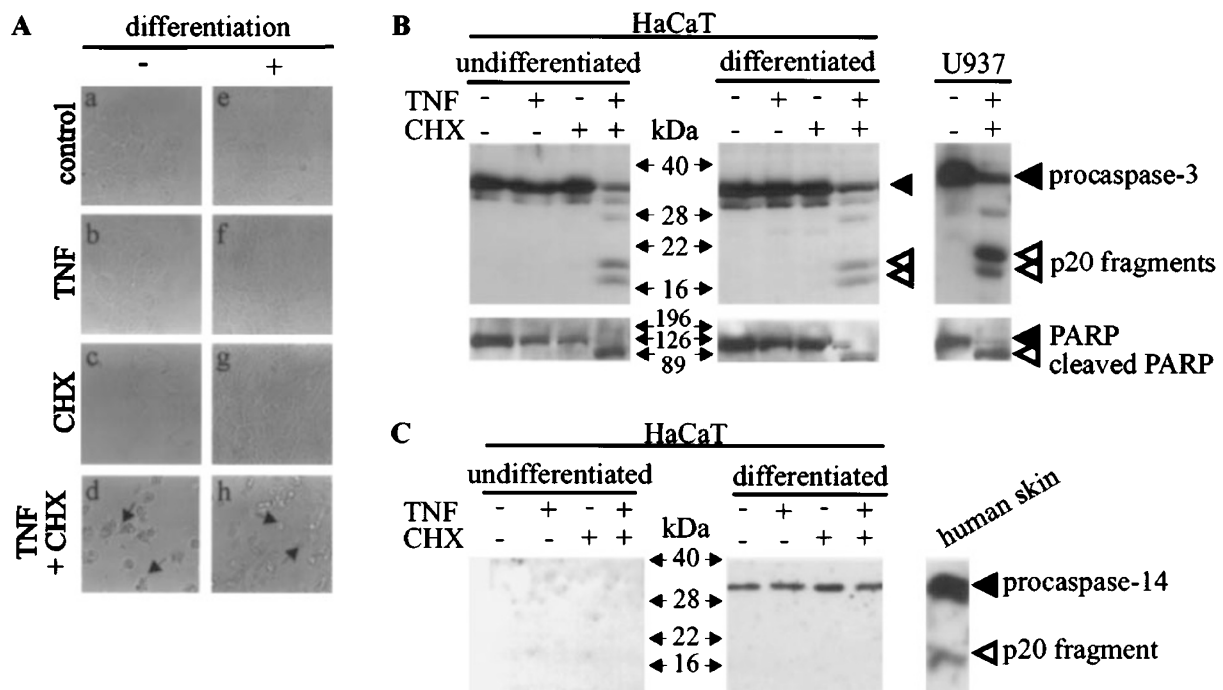 A
differentiation
- +
control
TNF
CHX
TNF + CHX
a
e
b
f
c
g
d
h
B
HaCaT
undifferentiated
differentiated
U937
TNF - + - + - + - + - +
CHX - - + + kDa - - + + - +
40
28
22
16
procaspase-3
p20 fragments
196
126
89
PARP
cleaved PARP
C
HaCaT
undifferentiated
differentiated
human skin
TNF - + - + - + - +
CHX - - + + kDa - - + +
40
28
22
16
procaspase-14
p20 fragment